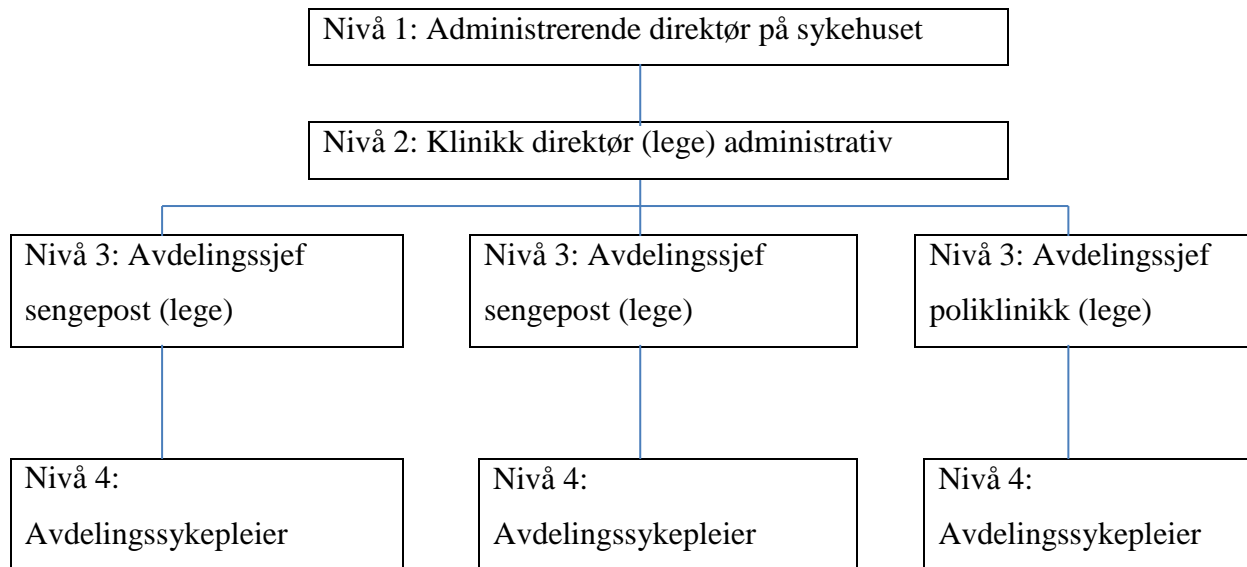 Nivå 1: Administrerende direktør på sykehuset
Nivå 2: Klinikk direktør (lege) administrativ
Nivå 3: Avdelingssjef
sengepost (lege)
Nivå 3: Avdelingssjef
sengepost (lege)
Nivå 3: Avdelingssjef
poliklinikk (lege)
Nivå 4:
Avdelingssykepleier
Nivå 4:
Avdelingssykepleier
Nivå 4:
Avdelingssykepleier